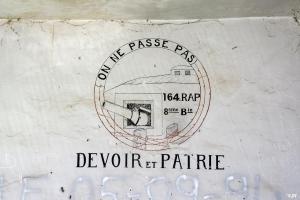 ON NE PASSE PAS
164.RAP
8ème Bie
DEVOIR ET PATRIE